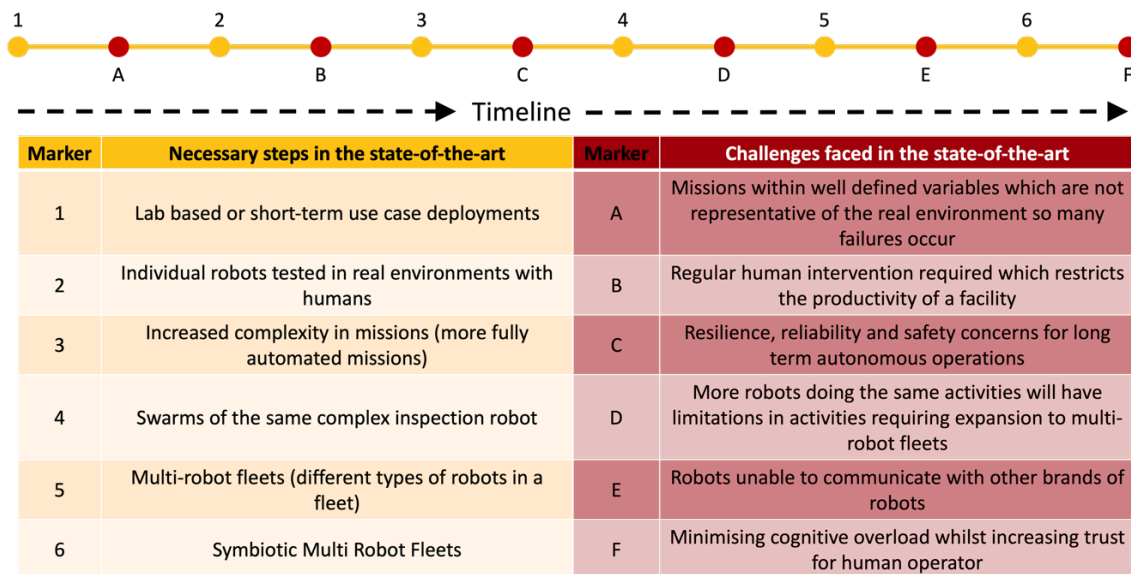 1 2 3 4 5 6
A B C D E F
Timeline
Marker Necessary steps in the state-of-the-art Marker Challenges faced in the state-of-the-art
1 Lab based or short-term use case deployments A Missions within well defined variables which are not
representative of the real environment so many
failures occur
2 Individual robots tested in real environments with
humans
B Regular human intervention required which restricts
the productivity of a facility
3 Increased complexity in missions (more fully
automated missions)
C Resilience, reliability and safety concerns for long
term autonomous operations
4 Swarms of the same complex inspection robot
D More robots doing the same activities will have
limitations in activities requiring expansion to multi-
robot fleets
5 Multi-robot fleets (different types of robots in a
fleet)
E Robots unable to communicate with other brands of
robots
6 Symbiotic Multi Robot Fleets
F Minimising cognitive overload whilst increasing trust
for human operator